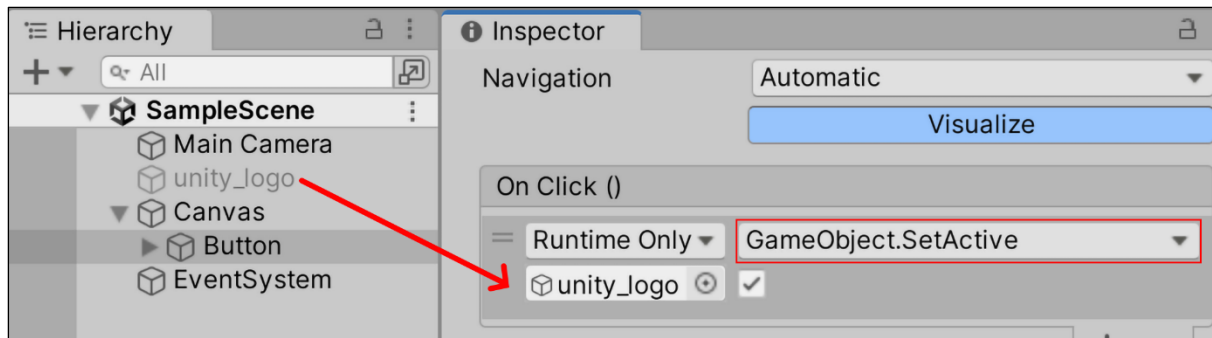 Hierarchy
All
SampleScene
Main Camera
unity_logo
Canvas
Button
EventSystem
Inspector
Navigation
Automatic
Visualize
On Click ()
Runtime Only
GameObject.SetActive
unity_logo